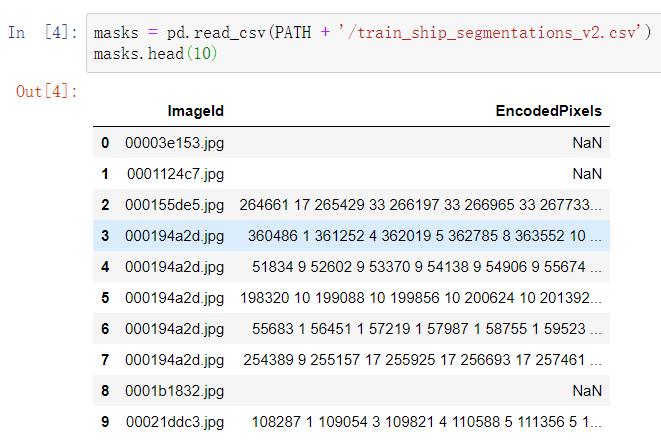 In [4]: masks = pd.read_csv(PATH + '/train_ship_segmentations_v2.csv')
masks.head(10)
Out[4]:
ImageId EncodedPixels
0 00003e153.jpg NaN
1 0001124c7.jpg NaN
2 000155de5.jpg 264661 17 265429 33 266197 33 266965 33 267733...
3 000194a2d.jpg 360486 1 361252 4 362019 5 362785 8 363552 10 ...
4 000194a2d.jpg 51834 9 52602 9 53370 9 54138 9 54906 9 55674 ...
5 000194a2d.jpg 198320 10 199088 10 199856 10 200624 10 201392...
6 000194a2d.jpg 55683 1 56451 1 57219 1 57987 1 58755 1 59523 ...
7 000194a2d.jpg 254389 9 255157 17 255925 17 256693 17 257461 ...
8 0001b1832.jpg NaN
9 00021ddc3.jpg 108287 1 109054 3 109821 4 110588 5 111356 5 1...